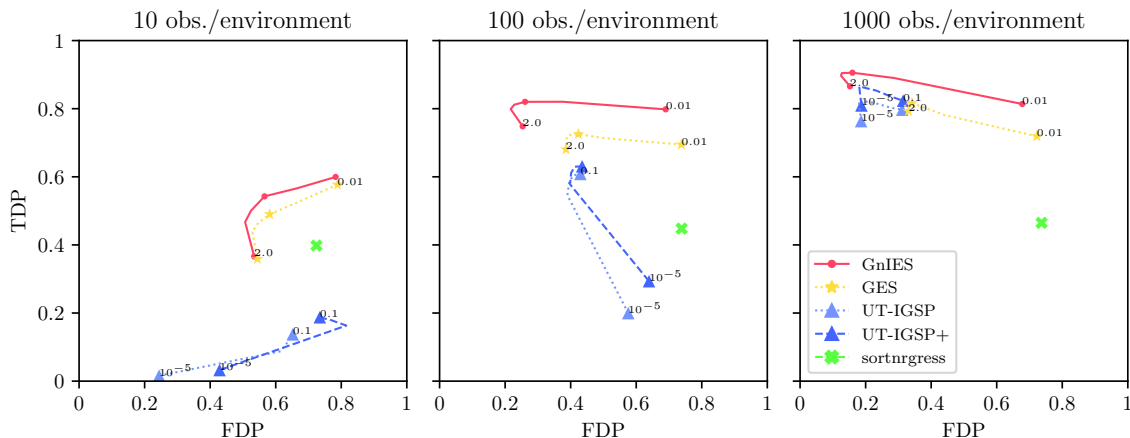 10 obs./environment
100 obs./environment
1000 obs./environment
TDP
1
0.8
0.6
0.4
0.2
0
0.01
2.0
0.1
10⁻⁵
0.1
10⁻⁵
0 0.2 0.4 0.6 0.8 1
FDP
0.01
2.0
0.01
2.0
0.1
10⁻⁵
10⁻⁵
0 0.2 0.4 0.6 0.8 1
FDP
2.0
0.01
10⁻⁵
0.1
2.0
10⁻⁵
0.01
GnIES
GES
UT-IGSP
UT-IGSP+
sortnrgress
0 0.2 0.4 0.6 0.8 1
FDP